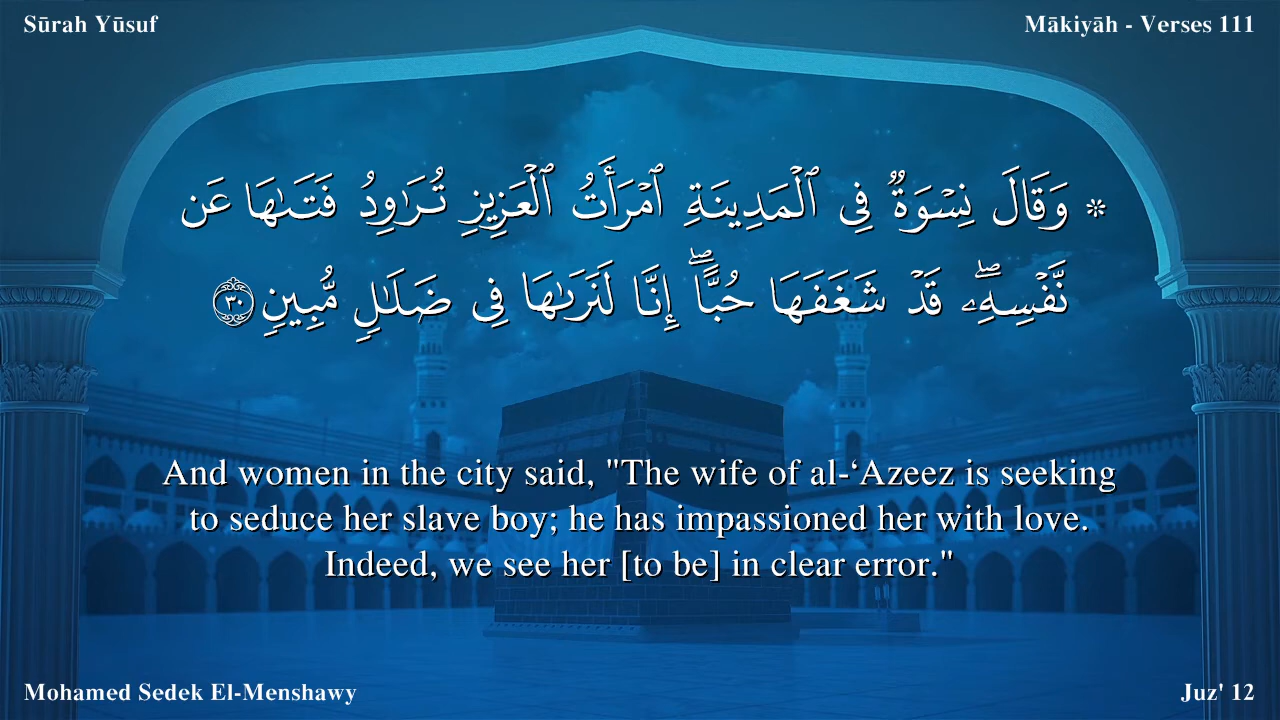 Sūrah Yūsuf
Mākiyāh - Verses 111
۞ وَقَالَ نِسْوَةٌ فِى ٱلْمَدِينَةِ ٱمْرَأَتُ ٱلْعَزِيزِ تُرَٰوِدُ فَتَىٰهَا عَن
نَّفْسِهِۦ ۖ قَدْ شَغَفَهَا حُبًّا ۖ إِنَّا لَنَرَىٰهَا فِى ضَلَـٰلٍ مُّبِينٍ ٣٠
And women in the city said, "The wife of al-‘Azeez is seeking
to seduce her slave boy; he has impassioned her with love.
Indeed, we see her [to be] in clear error."
Mohamed Sedek El-Menshawy
Juz' 12